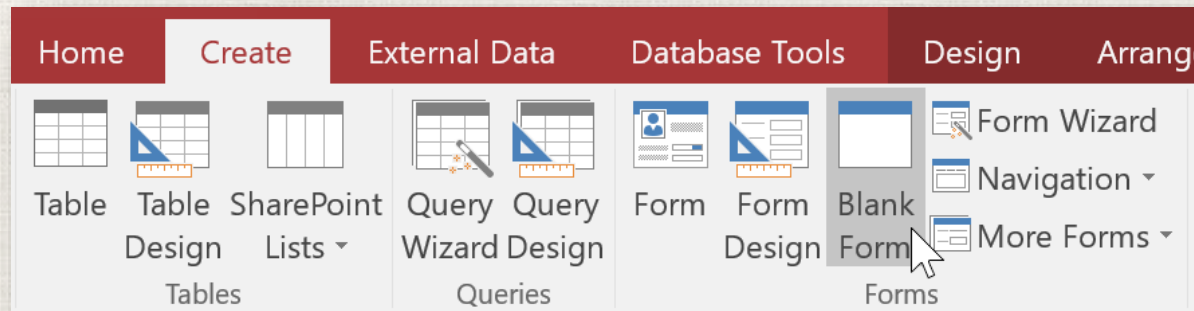 Home Create External Data Database Tools Design Arrang
Table
Table
Design
SharePoint
Lists
Query
Wizard
Query
Design
Form
Form
Design
Blank
Form
Form Wizard
Navigation
More Forms
Tables Queries Forms